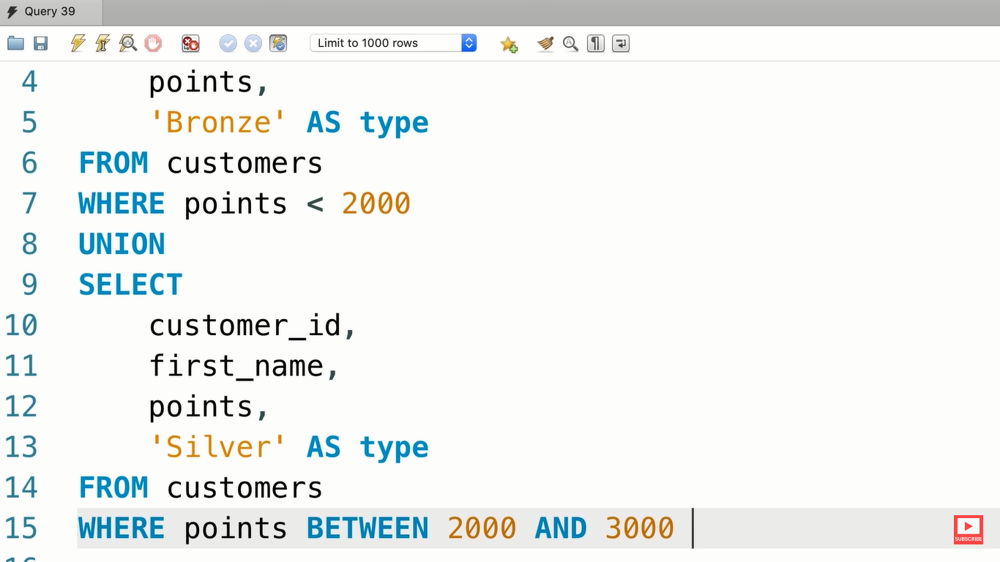 Query 39
Limit to 1000 rows
4 points,
5 'Bronze' AS type
6 FROM customers
7 WHERE points < 2000
8 UNION
9 SELECT
10 customer_id,
11 first_name,
12 points,
13 'Silver' AS type
14 FROM customers
15 WHERE points BETWEEN 2000 AND 3000
16
SUBSCRIBE